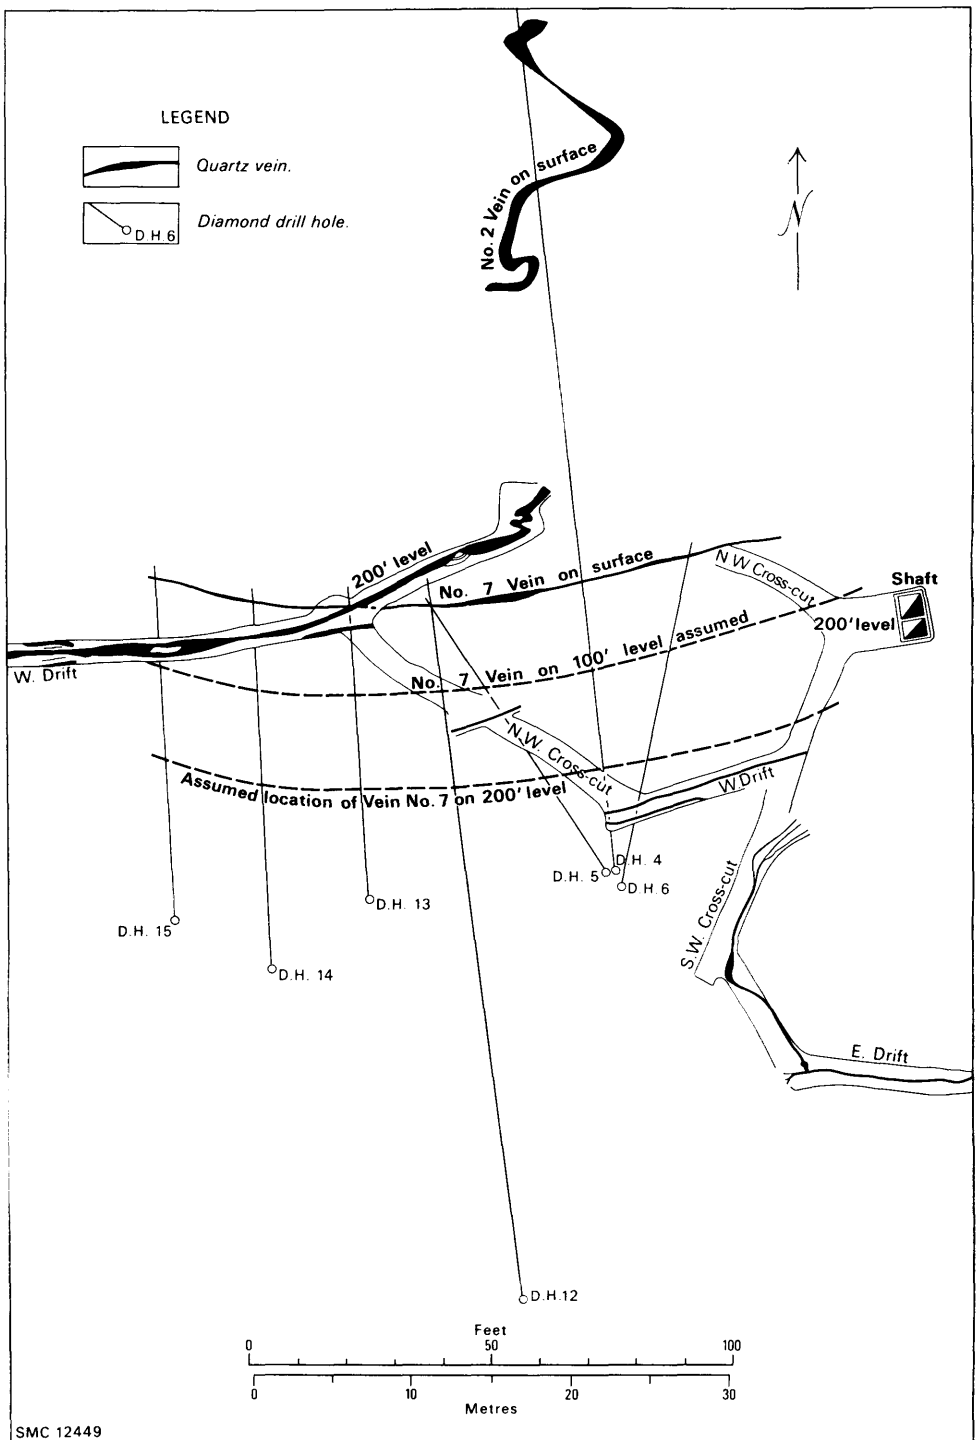 LEGEND
Quartz vein.
D.H.6
Diamond drill hole.
No. 2 Vein on surface
N
200' level
No. 7 Vein on surface
N W Cross-cut
Shaft
200' level
W. Drift
No. 7 Vein on 100' level assumed
N.W. Cross-cut
W. Drift
Assumed location of Vein No. 7 on 200' level
D.H. 4
D.H. 5
D.H. 6
D.H. 13
D.H. 15
D.H. 14
S.W. Cross-cut
E. Drift
D.H.12
Feet
0 50 100
0 10 20 30
Metres
SMC 12449